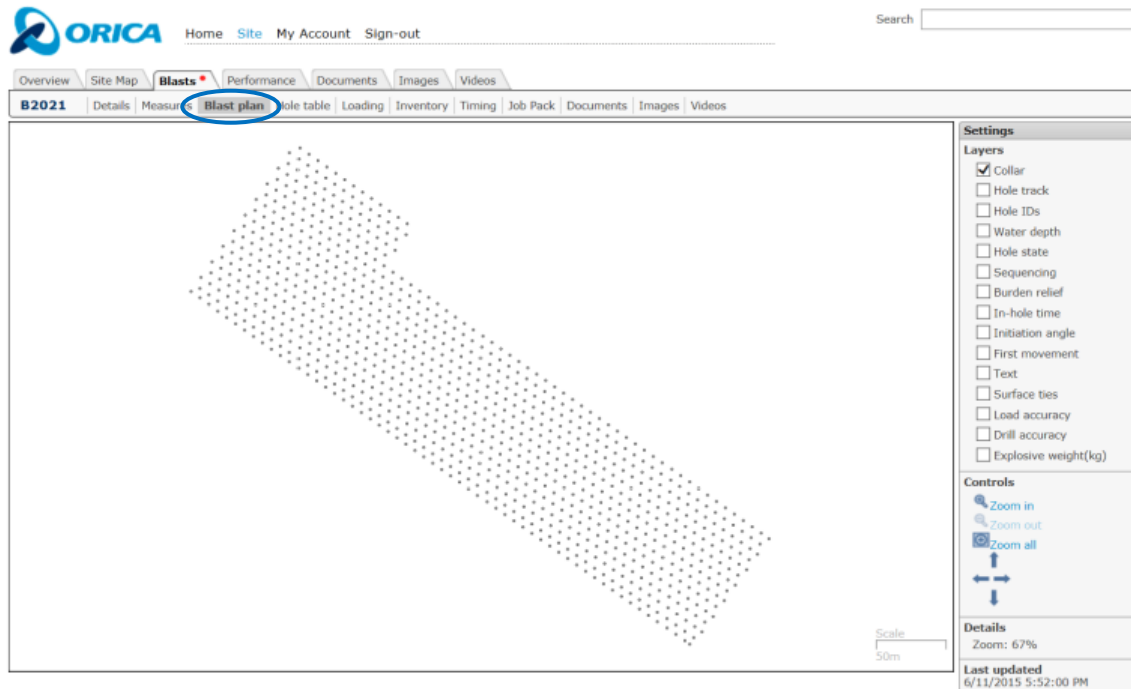 ORICA
Home Site My Account Sign-out
Search
Overview Site Map Blasts Performance Documents Images Videos
B2021 Details Measures Blast plan Hole table Loading Inventory Timing Job Pack Documents Images Videos
Settings
Layers
Collar
Hole track
Hole IDs
Water depth
Hole state
Sequencing
Burden relief
In-hole time
Initiation angle
First movement
Text
Surface ties
Load accuracy
Drill accuracy
Explosive weight(kg)
Controls
Zoom in
Zoom out
Zoom all
Scale
50m
Details
Zoom: 67%
Last updated
6/11/2015 5:52:00 PM